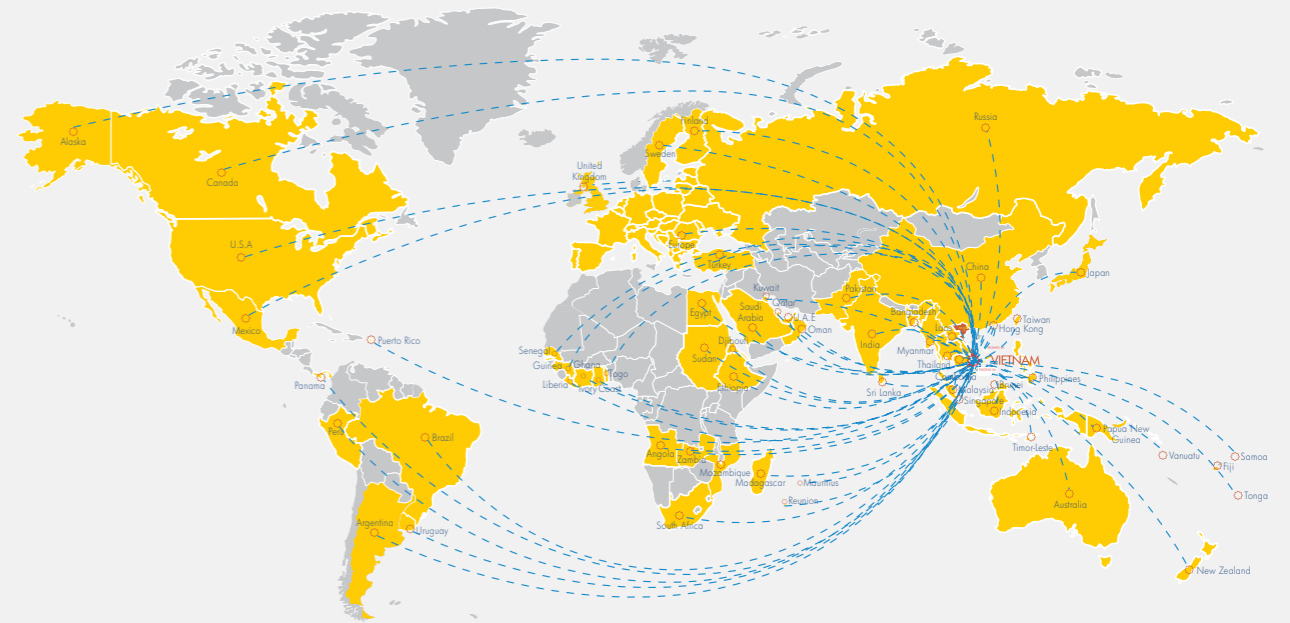 Alaska
Canada
U.S.A
Mexico
Puerto Rico
Panama
Peru
Brazil
Argentina
Uruguay
United
Kingdom
Sweden
Finland
Europe
Turkey
Russia
China
Japan
Kuwait
Qatar
Saudi
Arabia
U.A.E
Oman
Pakistan
Bangladesh
India
Laos
Myanmar
Thailand
Sri Lanka
Taiwan
Hong Kong
VIETNAM
Cambodia
Philippines
Malaysia
Brunei
Singapore
Indonesia
Timor-Leste
Papua New
Guinea
Vanuatu
Samoa
Fiji
Tonga
Australia
New Zealand
Egypt
Sudan
Djibouti
Ethiopia
Senegal
Guinea
Ghana
Togo
Liberia
Ivory Coast
Angola
Zambia
Mozambique
Madagascar
Mauritius
Reunion
South Africa